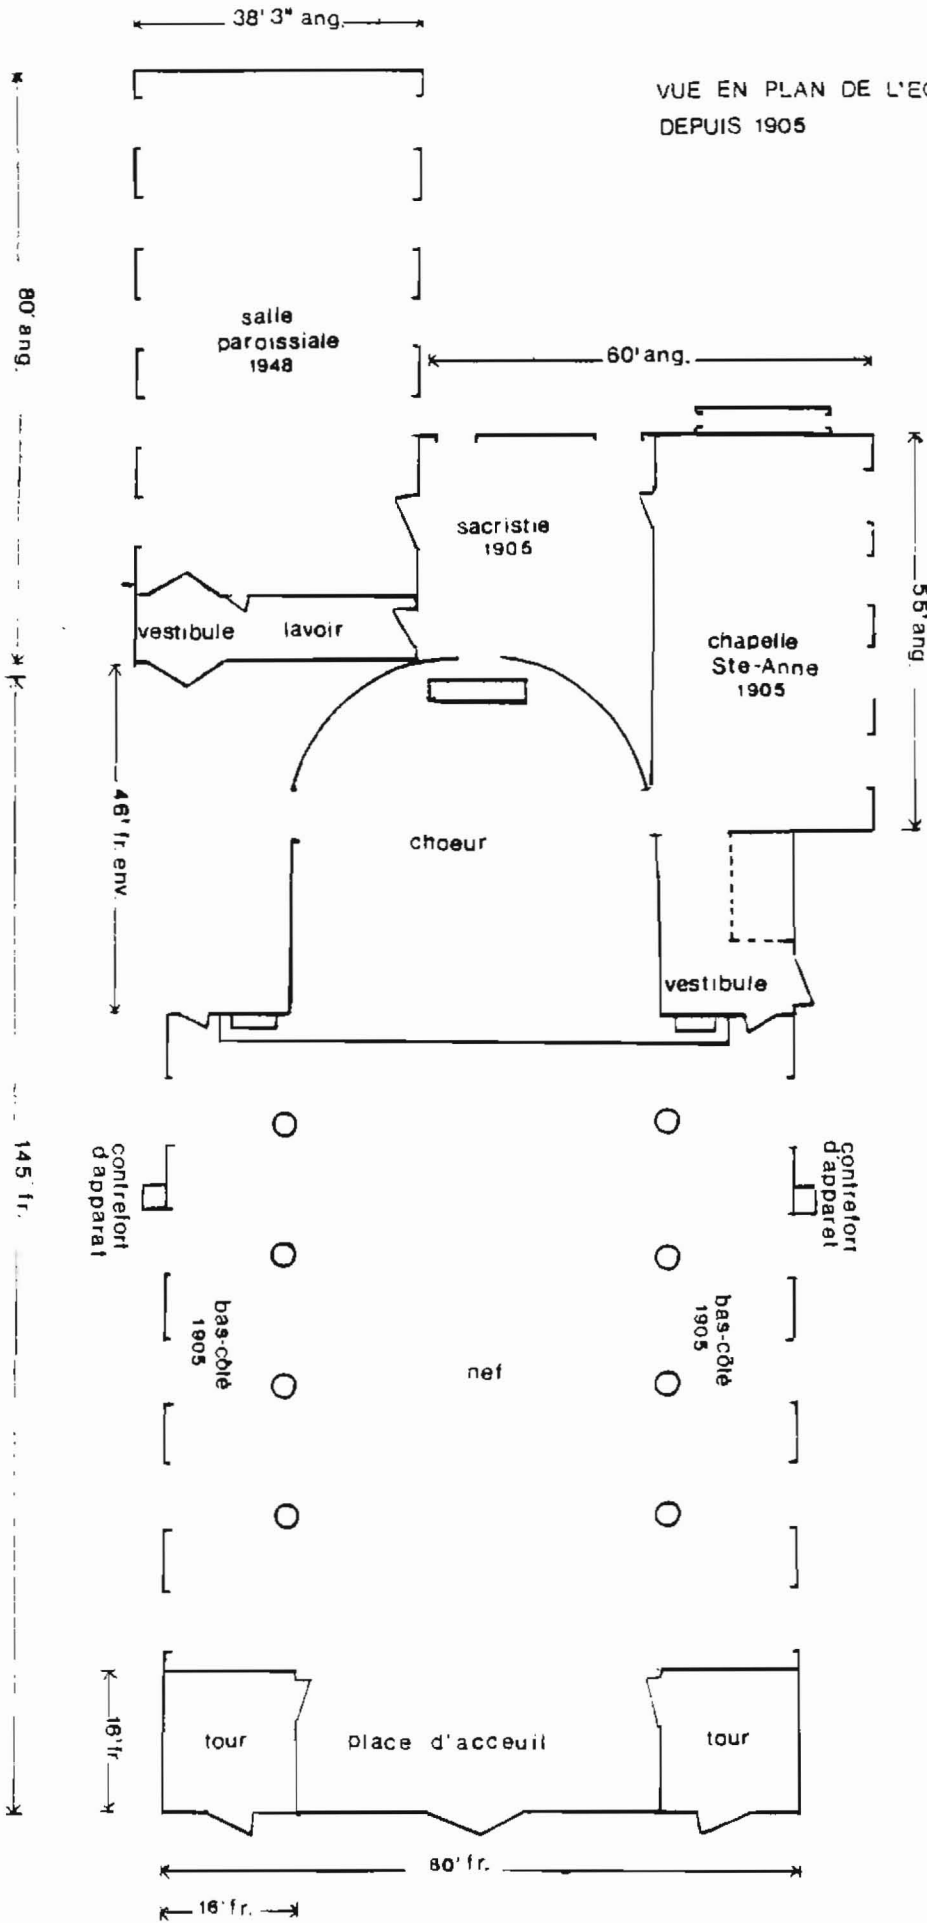 38' 3" ang.
VUE EN PLAN DE L'EG
DEPUIS 1905
80' ang.
salle
paroissiale
1948
60' ang.
sacristie
1905
55' ang.
vestibule
lavoir
chapelle
Ste-Anne
1905
46' fr. env.
choeur
vestibule
145' fr.
contrefort
d'apparat
contrefort
d'apparet
bas-côté
1905
bas-côté
1905
nef
18' fr
tour
place d'acceuil
tour
80' fr.
16' fr.